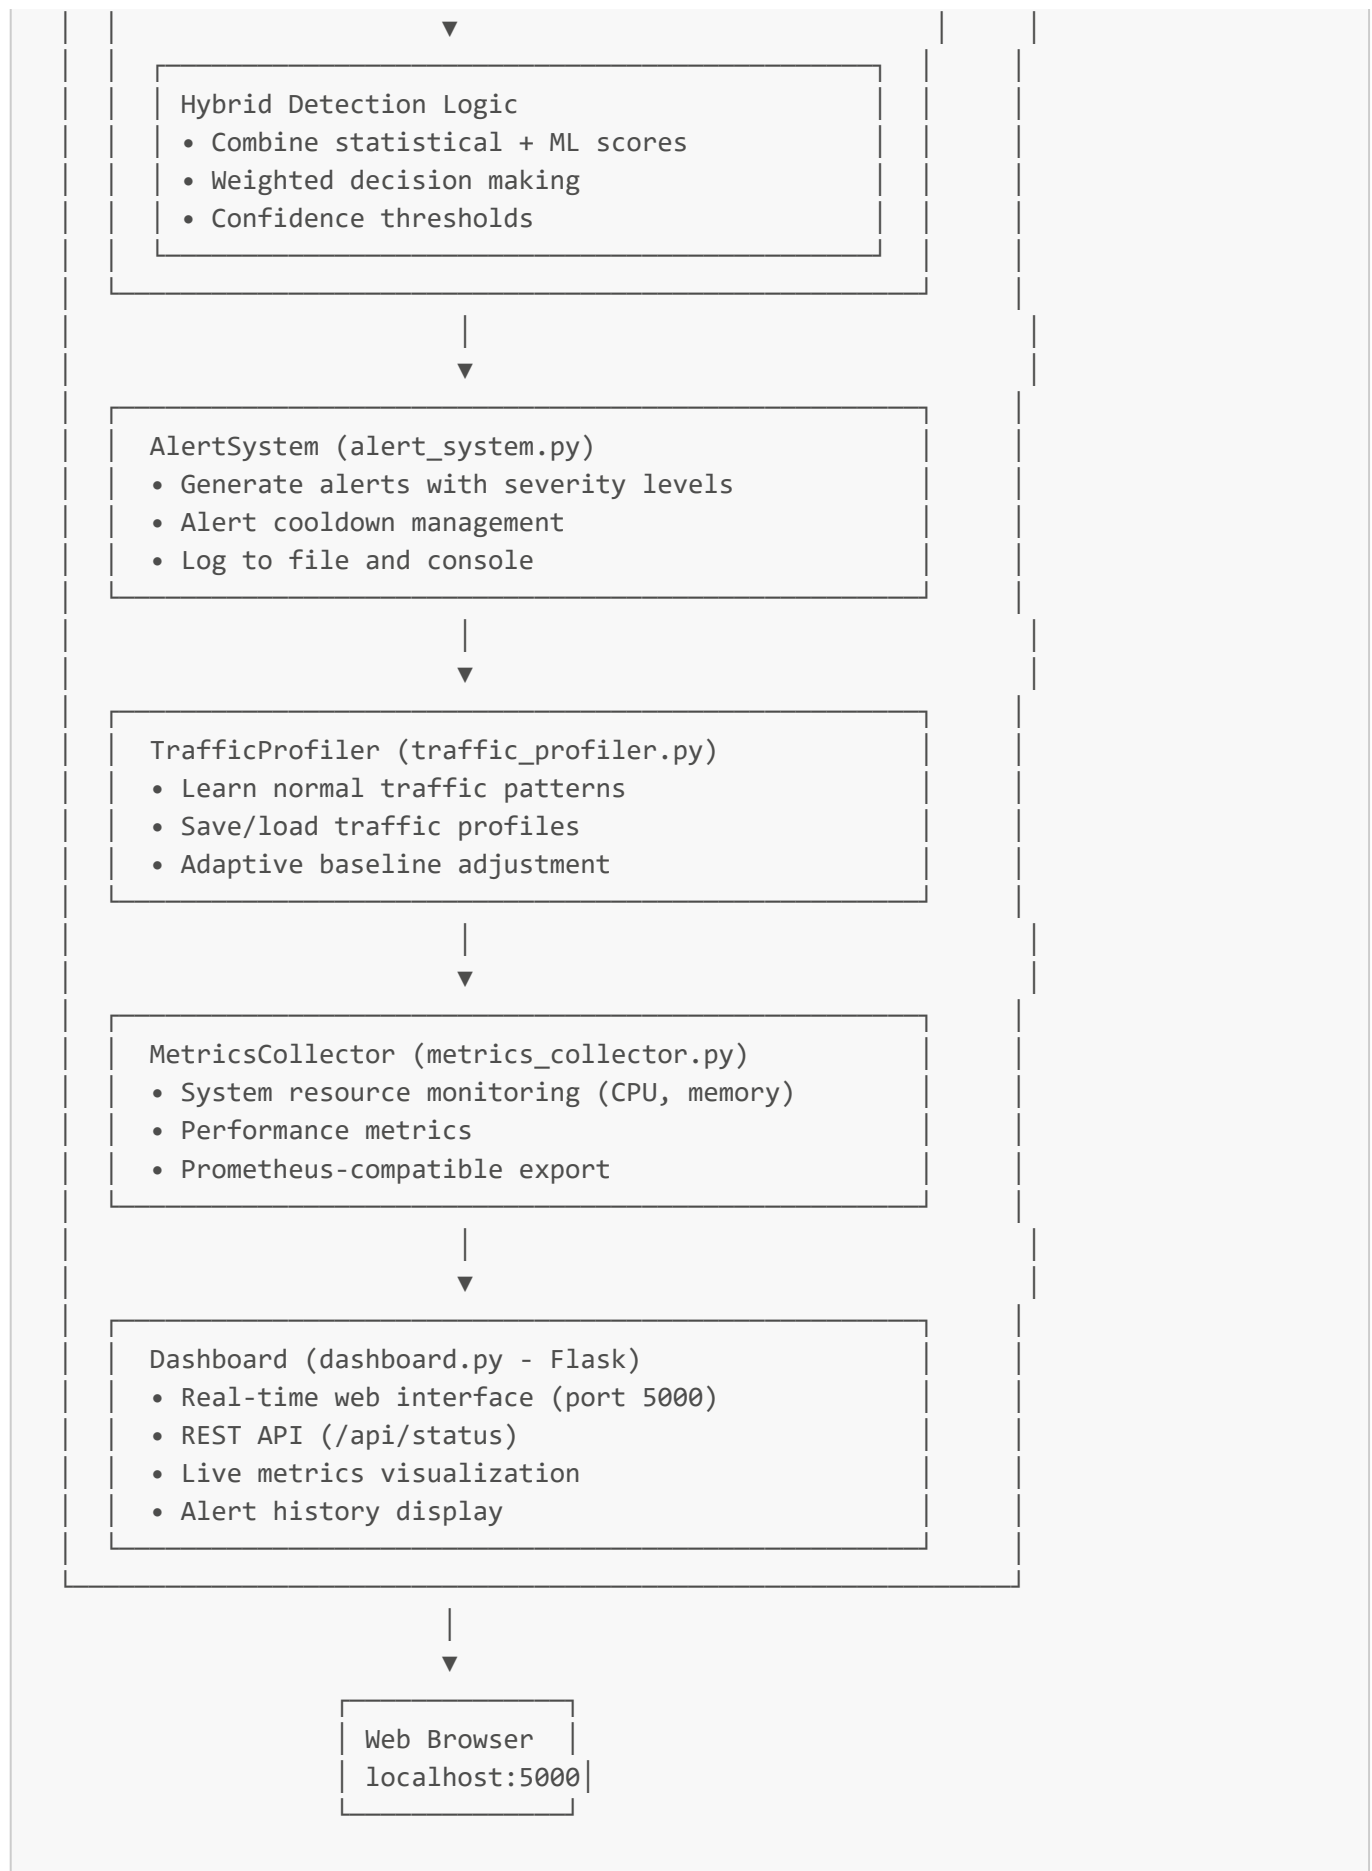 Hybrid Detection Logic
• Combine statistical + ML scores
• Weighted decision making
• Confidence thresholds
AlertSystem (alert_system.py)
• Generate alerts with severity levels
• Alert cooldown management
• Log to file and console
TrafficProfiler (traffic_profiler.py)
• Learn normal traffic patterns
• Save/load traffic profiles
• Adaptive baseline adjustment
MetricsCollector (metrics_collector.py)
• System resource monitoring (CPU, memory)
• Performance metrics
• Prometheus-compatible export
Dashboard (dashboard.py - Flask)
• Real-time web interface (port 5000)
• REST API (/api/status)
• Live metrics visualization
• Alert history display
Web Browser
localhost:5000